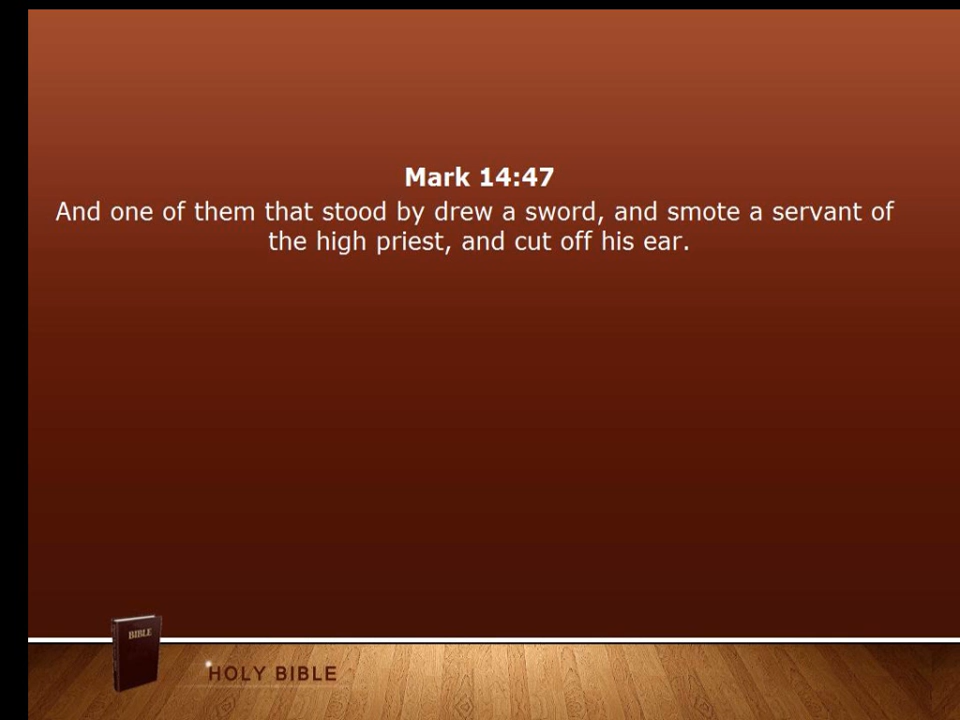 Mark 14:47
And one of them that stood by drew a sword, and smote a servant of
the high priest, and cut off his ear.
BIBLE
HOLY BIBLE